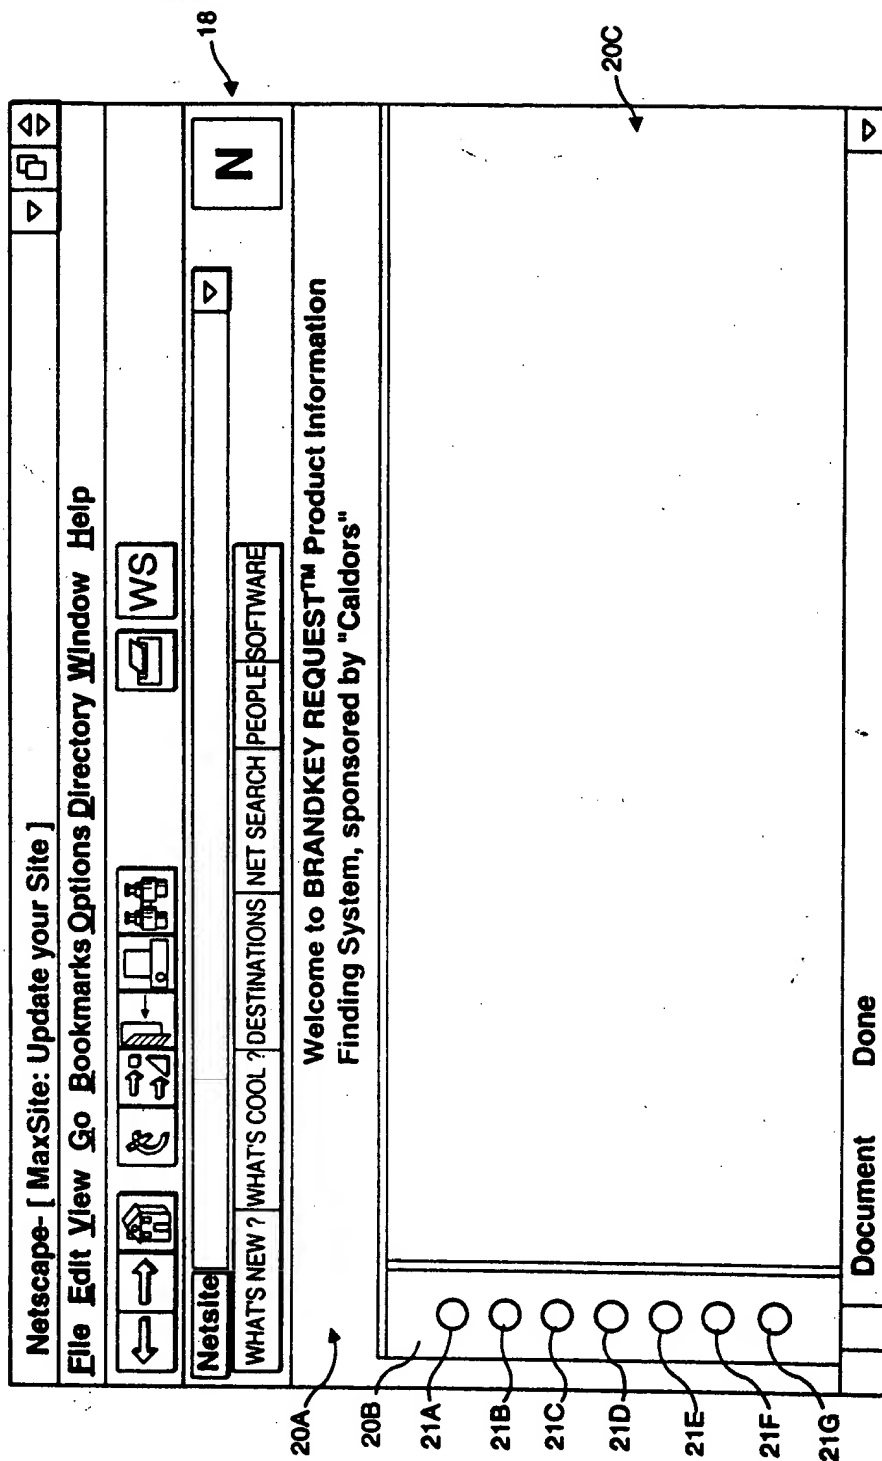 Netscape- [ MaxSite: Update your Site ]
File Edit View Go Bookmarks Options Directory Window Help
WS
Netsite
N
18
WHAT'S NEW ? WHAT'S COOL ? DESTINATIONS NET SEARCH PEOPLE SOFTWARE
20A
Welcome to BRANDKEY REQUEST™ Product Information
Finding System, sponsored by "Caldors"
20B
20C
21A
21B
21C
21D
21E
21F
21G
Document Done